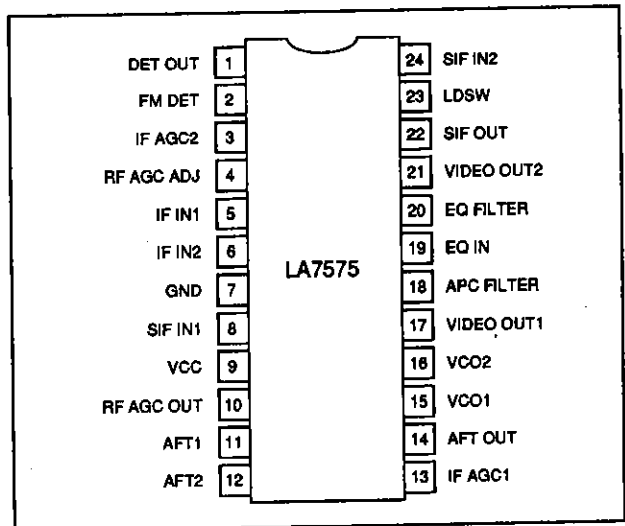 DET OUT 1
FM DET 2
IF AGC2 3
RF AGC ADJ 4
IF IN1 5
IF IN2 6
GND 7
SIF IN1 8
VCC 9
RF AGC OUT 10
AFT1 11
AFT2 12
LA7575
24 SIF IN2
23 LDSW
22 SIF OUT
21 VIDEO OUT2
20 EQ FILTER
19 EQ IN
18 APC FILTER
17 VIDEO OUT1
16 VCO2
15 VCO1
14 AFT OUT
13 IF AGC1